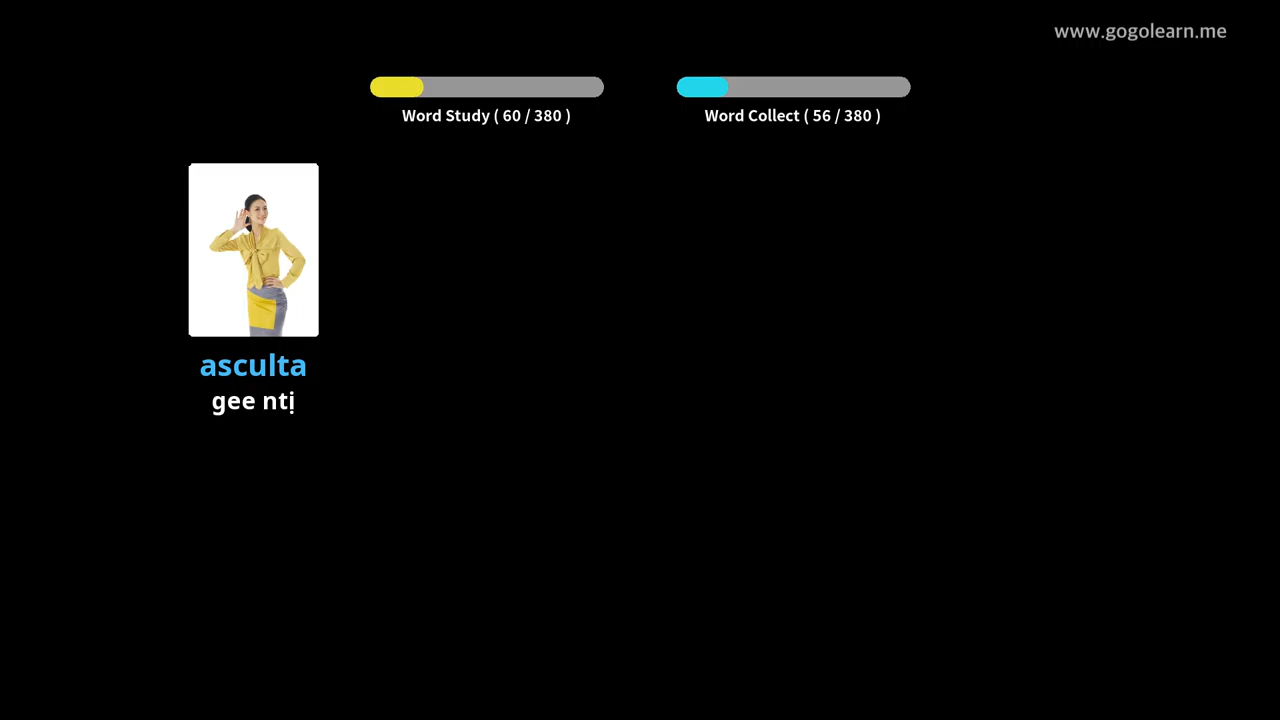 www.gogolearn.me
Word Study ( 60 / 380 )
Word Collect ( 56 / 380 )
asculta
gee ntị